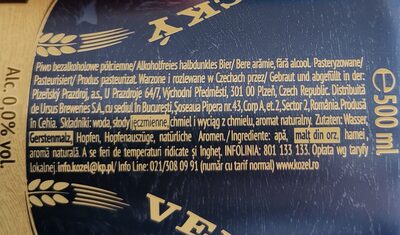 CKÝ
Piwo bezalkoholowe półciemne/ Alkoholfreies halbdunkles Bier/ Bere arămie, fără alcool. Pasteryzowane/
Pasteurisiert/ Produs pasteurizat. Warzone i rozlewane w Czechach przez/ Gebraut und abgefüllt in der:
Plzeňský Prazdroj, a.s., U Prazdroje 64/7, Východní Předměstí, 301 00 Plzeň, Czech Republic. Distribuită
de Ursus Breweries S.A., cu sediul în București, Șoseaua Pipera nr. 43, Corp A, et. 2, Sector 2, România. Produsă
în Cehia. Składniki: woda, słody jęczmienne, chmiel i wyciąg z chmielu, aromat naturalny. Zutaten: Wasser,
Gerstenmalz, Hopfen, Hopfenauszüge, natürliche Aromen./ Ingrediente: apă, malț din orz, hamei,
aromă naturală. A se feri de temperaturi ridicate și îngheț. INFOLINIA: 801 133 133. Opłata wg taryfy
lokalnej, info.kozel@kp.pl/ Info Line: 021/308 09 91 (număr cu tarif normal) www.kozel.ro
Alc. 0,0% vol.
℮ 500 ml
VE